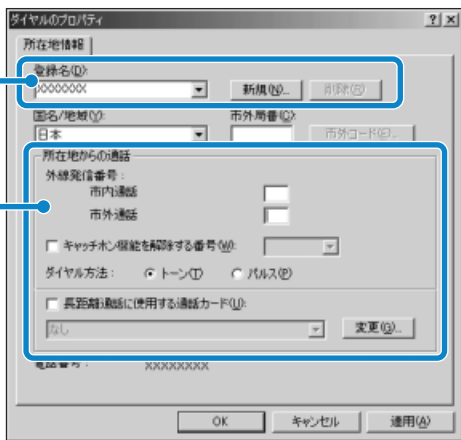 ダイヤルのプロパティ ? ×
所在地情報
登録名(D):
XXXXXXX 新規(N)... 削除(R)
国名/地域(Y): 市外局番(C):
日本 市外コード(E)...
所在地からの通話
外線発信番号:
市内通話
市外通話
キャッチホン機能を解除する番号(W):
ダイヤル方法: トーン(T) パルス(P)
長距離通話に使用する通話カード(U):
なし 変更(G)...
電話番号: XXXXXXXX
OK キャンセル 適用(A)